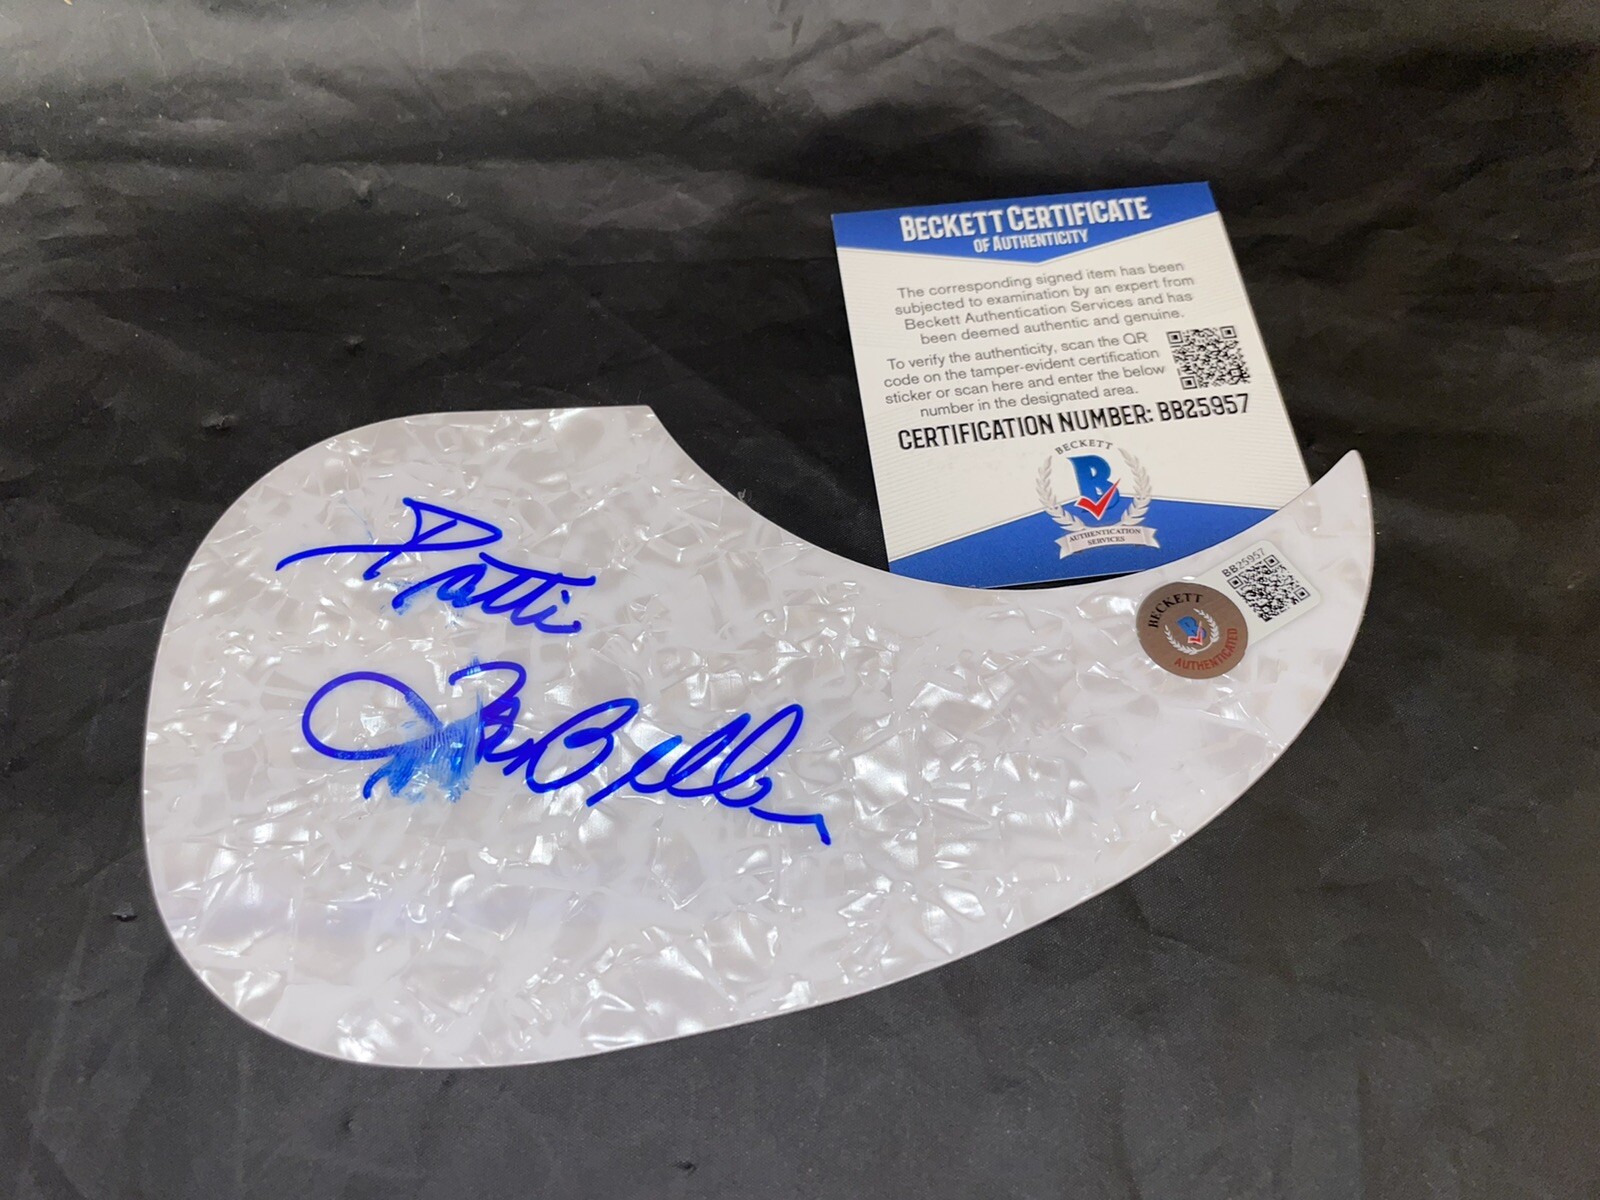 BECKETT CERTIFICATE
OF AUTHENTICITY
The corresponding signed item has been
subjected to examination by an expert from
Beckett Authentication Services and has
been deemed authentic and genuine.
To verify the authenticity, scan the QR
code on the tamper-evident certification
sticker or scan here and enter the below
number in the designated area.
CERTIFICATION NUMBER: BB25957
BECKETT
B
AUTHENTICATION
SERVICES
Patti
LaBelle
BB25957
BECKETT
B
AUTHENTICATED